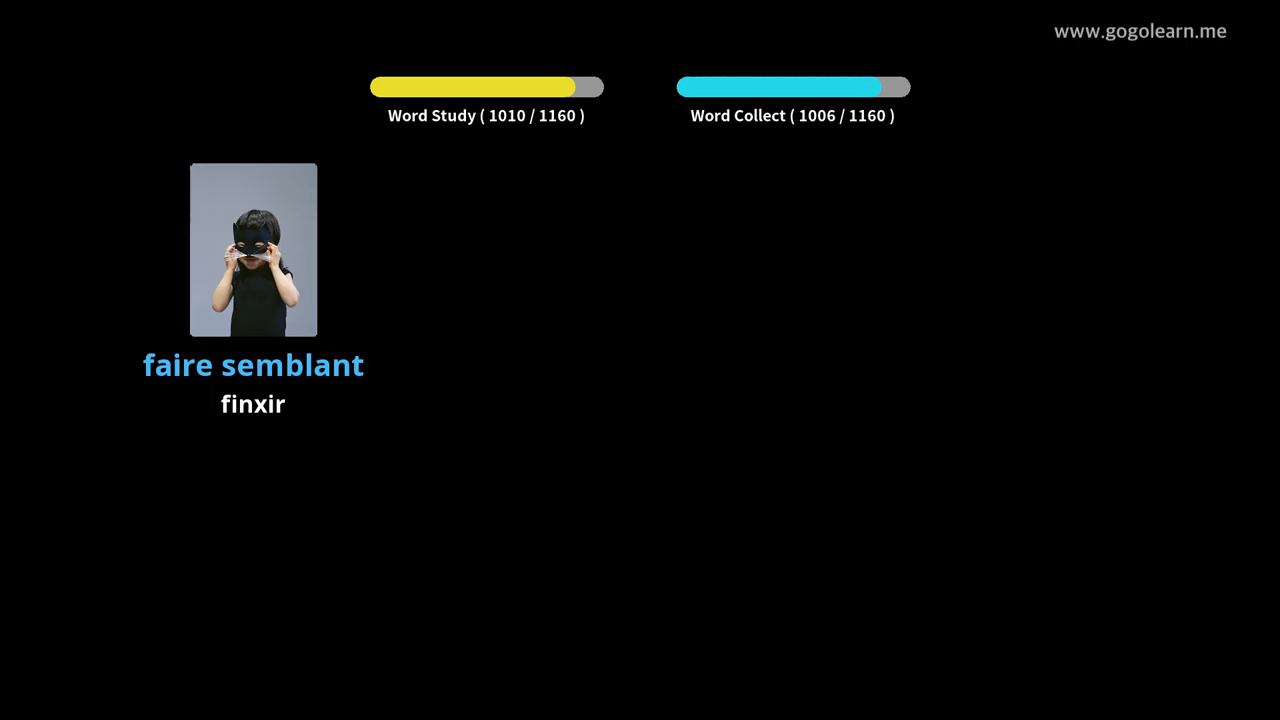 www.gogolearn.me
Word Study ( 1010 / 1160 )
Word Collect ( 1006 / 1160 )
faire semblant
finxir